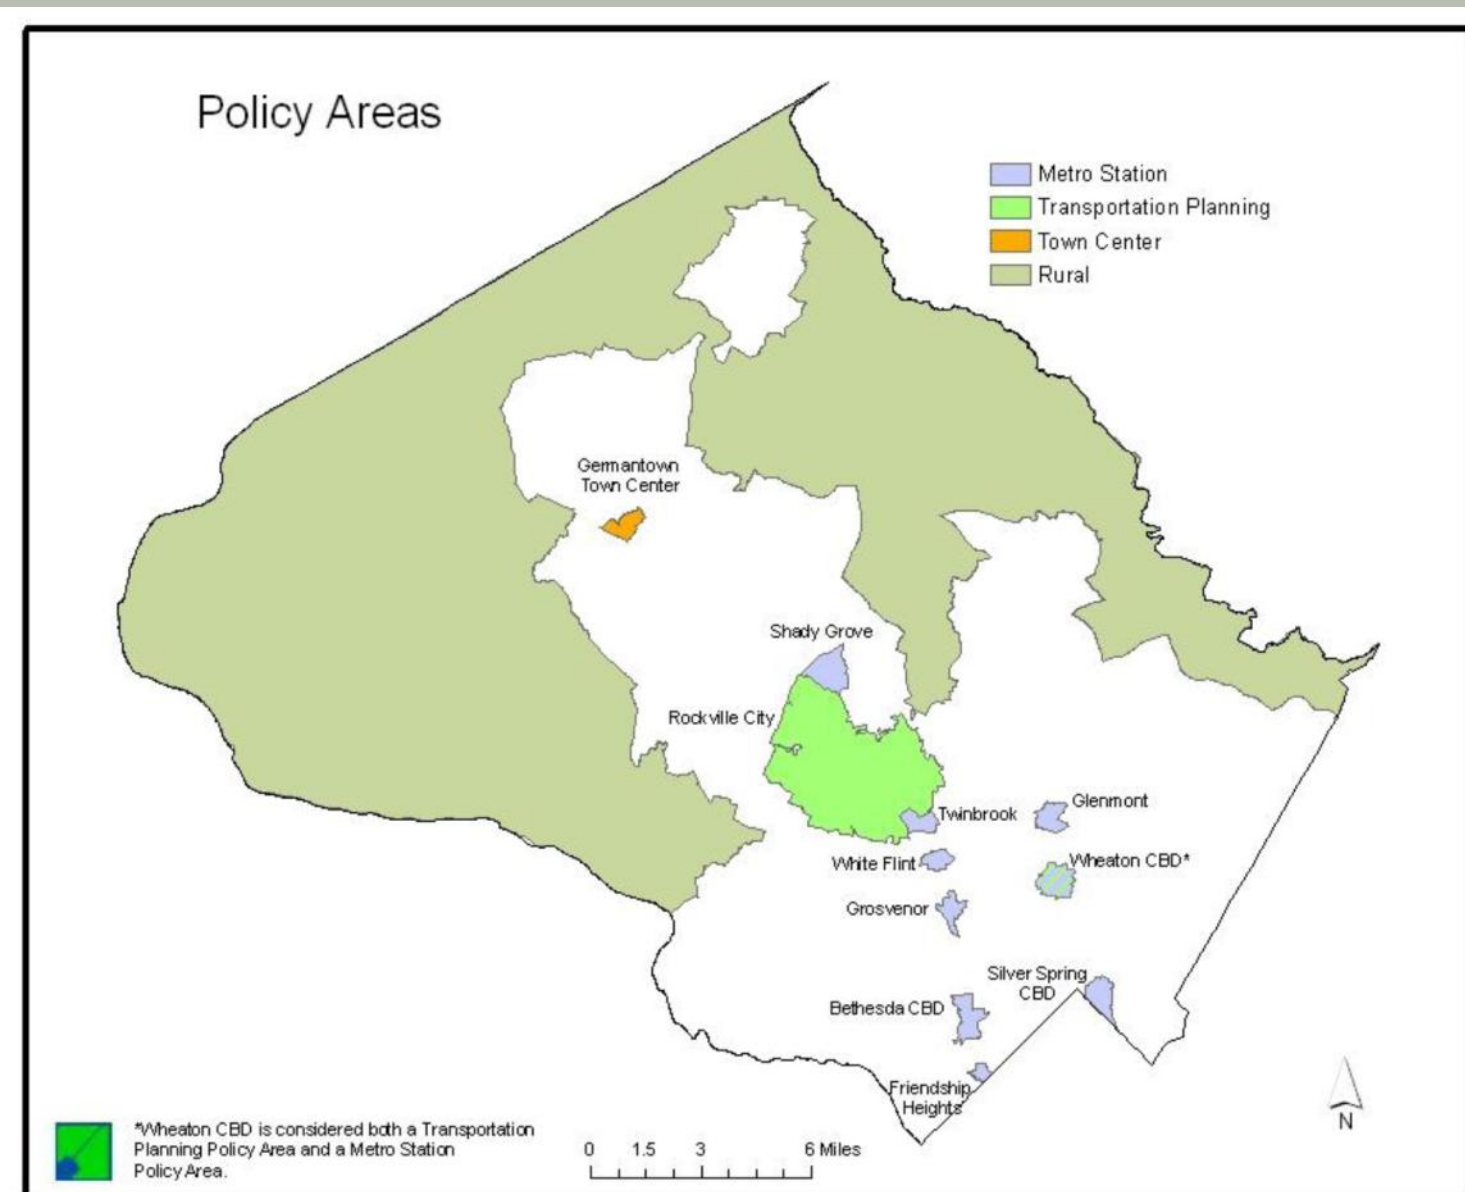 Policy Areas
Metro Station
Transportation Planning
Town Center
Rural
Germantown
Town Center
Shady Grove
Rockville City
Twinbrook
Glenmont
White Flint
Wheaton CBD*
Grosvenor
Silver Spring
CBD
Bethesda CBD
Friendship
Heights
*Wheaton CBD is considered both a Transportation
Planning Policy Area and a Metro Station
Policy Area.
0 1.5 3 6 Miles
N